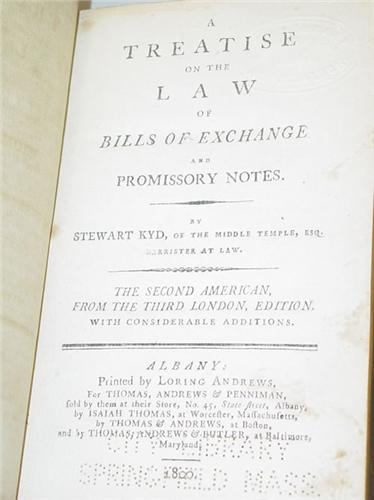 A
TREATISE
ON THE
LAW
OF
BILLS OF EXCHANGE
AND
PROMISSORY NOTES.
BY
STEWART KYD, OF THE MIDDLE TEMPLE, ESQ.
BARRISTER AT LAW.
THE SECOND AMERICAN,
FROM THE THIRD LONDON, EDITION.
WITH CONSIDERABLE ADDITIONS.
ALBANY:
Printed by LORING ANDREWS,
For THOMAS, ANDREWS & PENNIMAN,
sold by them at their Store, No. 45, State-street, Albany;
by ISAIAH THOMAS, at Worcester, Massachusetts,
by THOMAS & ANDREWS, at Boston,
and by THOMAS, ANDREWS & BUTLER, at Baltimore,
Maryland.
CITY LIBRARY
SPRINGFIELD MASS
1800.